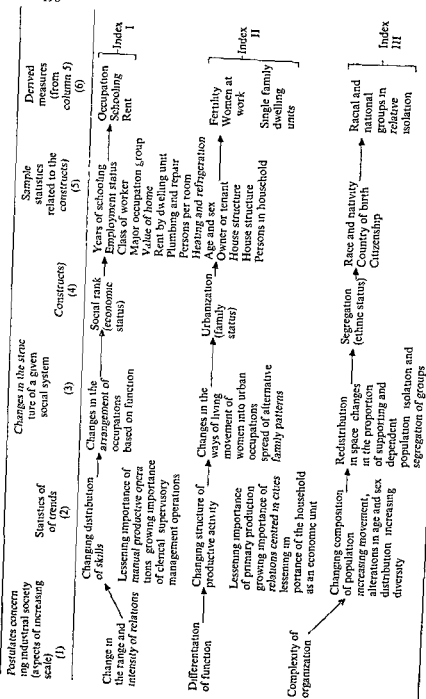 Postulates concern
ing industrial society
(aspects of increasing
scale)
(1)
Statistics of
of trends
(2)
Changes in the struc
ture of a given
social system
(3)
Constructs)
(4)
Sample
statistics
related to the
constructs)
(5)
Derived
measures
(from
column 5)
(6)
Change in
the range and
intensity of relations
Changing distribution
of skills
Lessening importance of
manual productive opera
tions growing importance
of clerical supervisory
management operations
Changes in the
arrangement of
occupations
based on function
Social rank
(economic
status)
Years of schooling
Employment status
Class of worker
Major occupation group
Value of home
Rent by dwelling unit
Plumbing and repair
Persons per room
Heating and refrigeration
Occupation
Schooling
Rent
Index
I
Differentiation
of function
Changing structure of
productive activity
Lessening importance
of primary production
growing importance of
relations centred in cities
lessening im
portance of the household
as an economic unit
Changes in the
ways of living
movement of
women into urban
occupations
spread of alternative
family patterns
Urbanization
(family
status)
Age and sex
Owner or tenant
House structure
House structure
Persons in household
Fertility
Women at
work
Single family
dwelling
units
Index
II
Complexity of
organization
Changing composition
of population
increasing movement,
alterations in age and sex
distribution increasing
diversity
Redistribution
in space changes
in the proportion
of supporting and
dependent
population isolation and
segregation of groups
Segregation
(ethnic status)
Race and nativity
Country of birth
Citizenship
Racial and
national
groups in
relative
isolation
Index
III